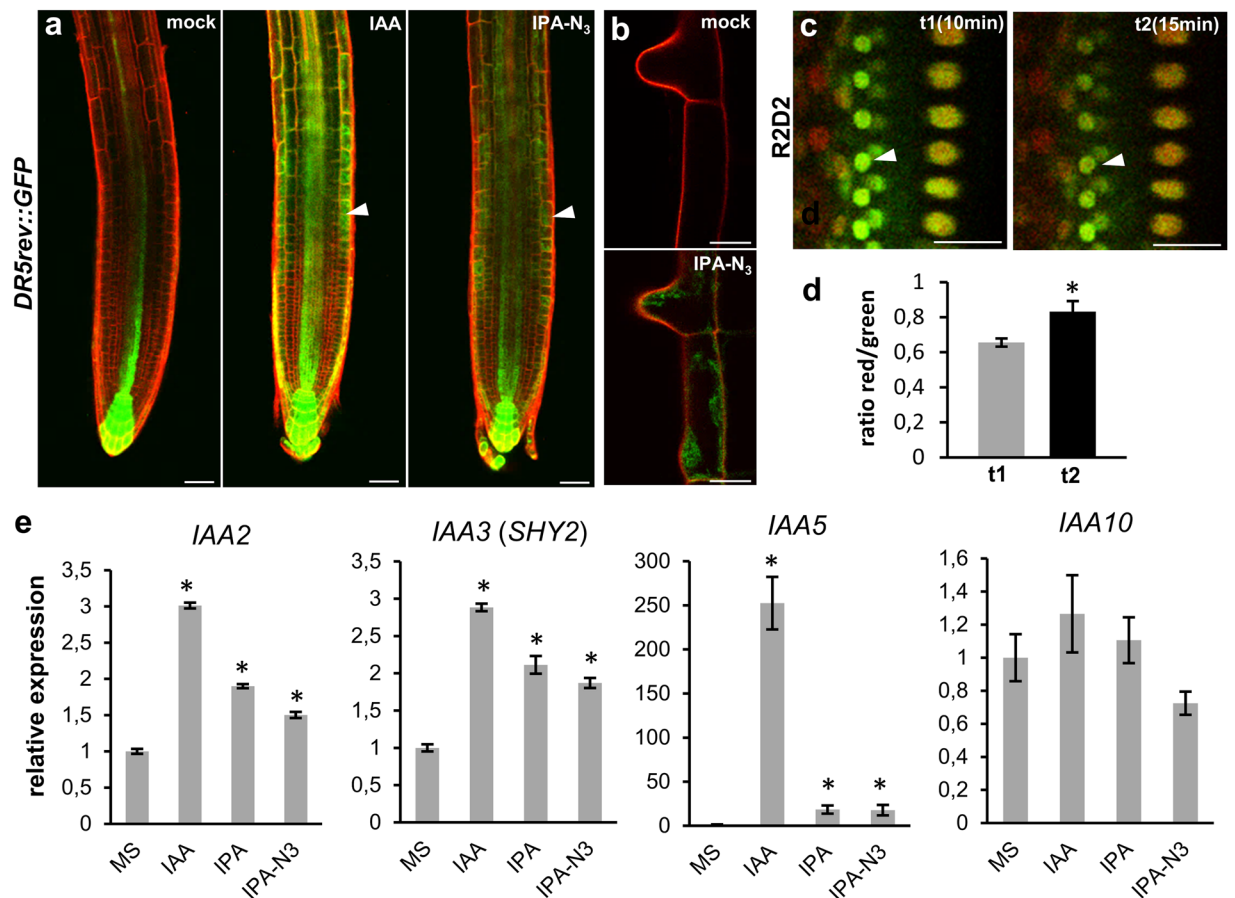 a
mock
IAA
IPA-N3
DR5rev::GFP
b
mock
IPA-N3
c
t1(10min)
t2(15min)
R2D2
d
d
ratio red/green
1
0,8
0,6
0,4
0,2
0
*
t1
t2
e
relative expression
IAA2
3,5
3
2,5
2
1,5
1
0,5
0
*
*
*
MS
IAA
IPA
IPA-N3
IAA3 (SHY2)
3,5
3
2,5
2
1,5
1
0,5
0
*
*
*
MS
IAA
IPA
IPA-N3
IAA5
300
250
200
150
100
50
0
*
*
*
MS
IAA
IPA
IPA-N3
IAA10
1,6
1,4
1,2
1
0,8
0,6
0,4
0,2
0
MS
IAA
IPA
IPA-N3